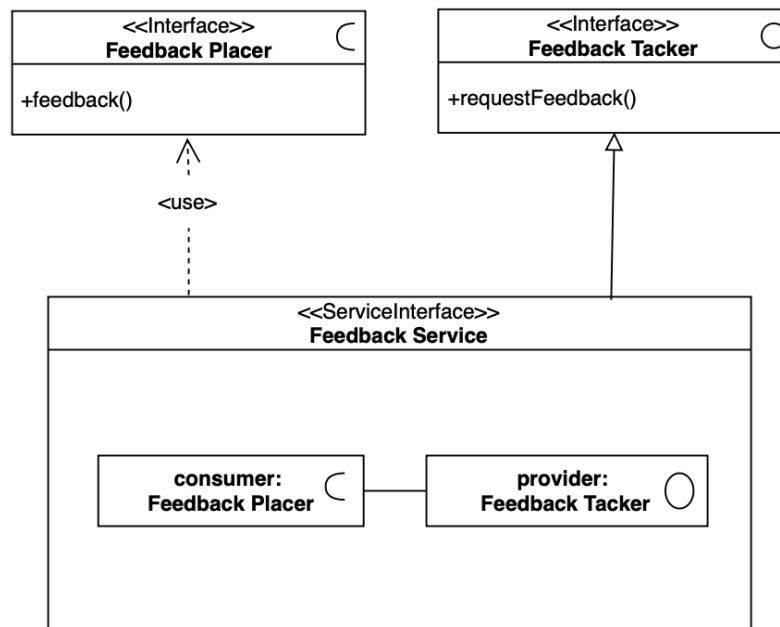 <<Interface>>
Feedback Placer
+feedback()
<<Interface>>
Feedback Tacker
+requestFeedback()
<use>
<<ServiceInterface>>
Feedback Service
consumer:
Feedback Placer
provider:
Feedback Tacker